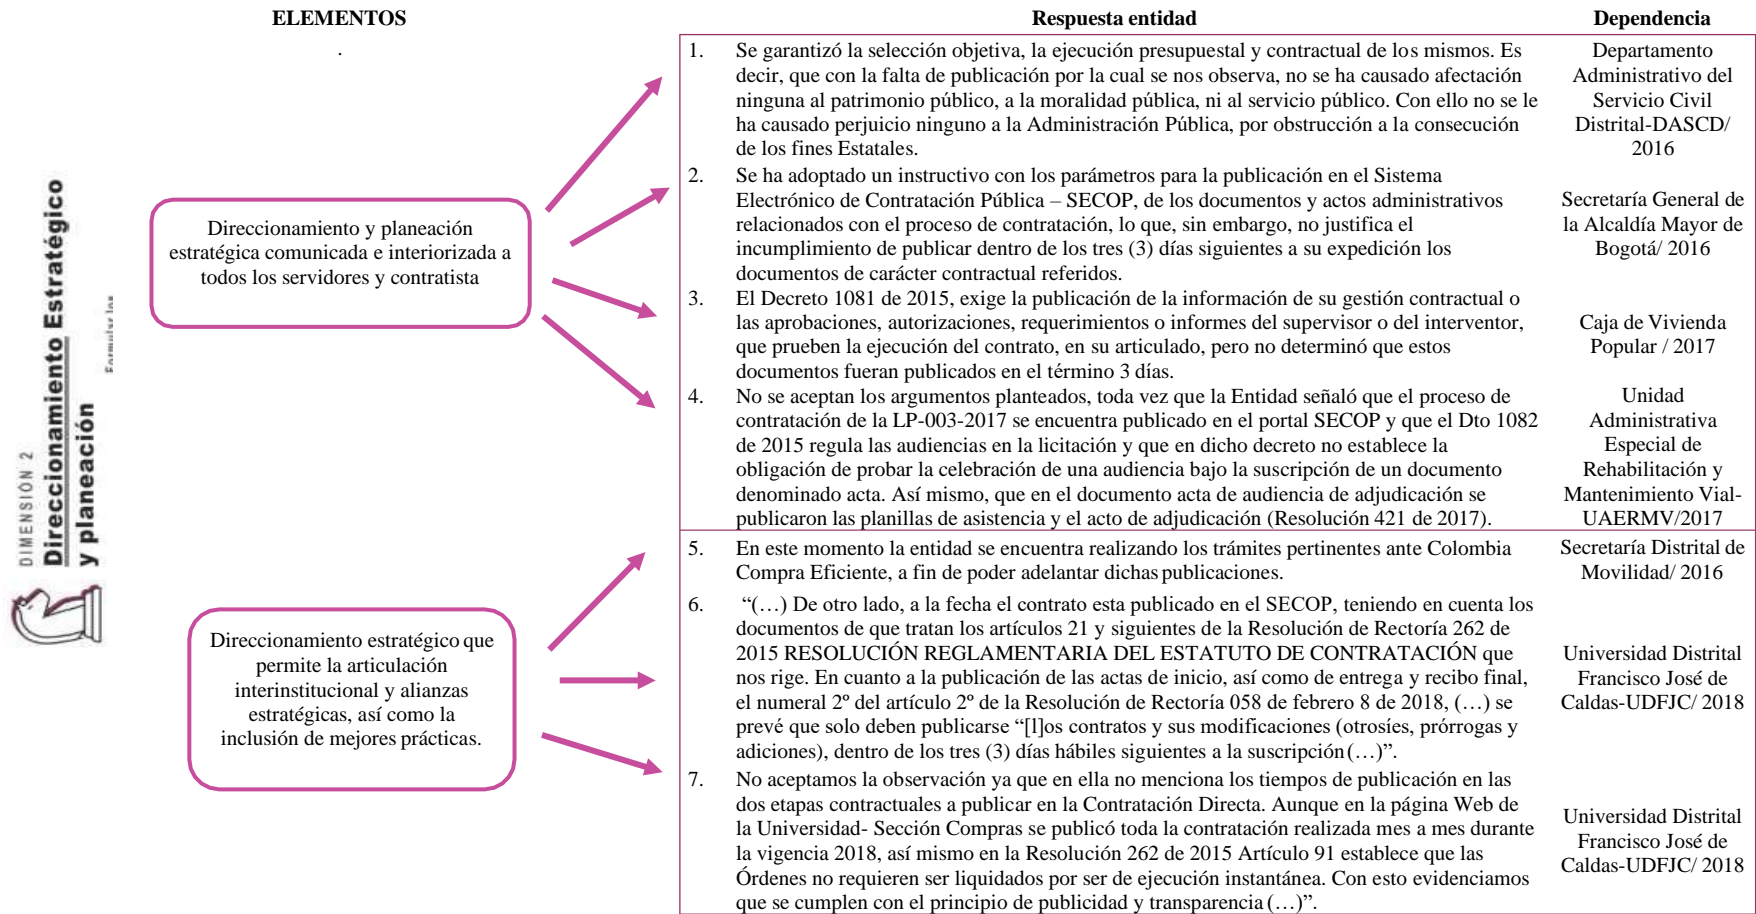 ELEMENTOS
.
Respuesta entidad
Dependencia
DIMENSIÓN 2
Direccionamiento Estratégico
y planeación
Formular los
Direccionamiento y planeación
estratégica comunicada e interiorizada a
todos los servidores y contratista
1. Se garantizó la selección objetiva, la ejecución presupuestal y contractual de los mismos. Es
decir, que con la falta de publicación por la cual se nos observa, no se ha causado afectación
ninguna al patrimonio público, a la moralidad pública, ni al servicio público. Con ello no se le
ha causado perjuicio ninguno a la Administración Pública, por obstrucción a la consecución
de los fines Estatales.
Departamento
Administrativo del
Servicio Civil
Distrital-DASCD/
2016
2. Se ha adoptado un instructivo con los parámetros para la publicación en el Sistema
Electrónico de Contratación Pública – SECOP, de los documentos y actos administrativos
relacionados con el proceso de contratación, lo que, sin embargo, no justifica el
incumplimiento de publicar dentro de los tres (3) días siguientes a su expedición los
documentos de carácter contractual referidos.
Secretaría General de
la Alcaldía Mayor de
Bogotá/ 2016
3. El Decreto 1081 de 2015, exige la publicación de la información de su gestión contractual o
las aprobaciones, autorizaciones, requerimientos o informes del supervisor o del interventor,
que prueben la ejecución del contrato, en su articulado, pero no determinó que estos
documentos fueran publicados en el término 3 días.
Caja de Vivienda
Popular / 2017
4. No se aceptan los argumentos planteados, toda vez que la Entidad señaló que el proceso de
contratación de la LP-003-2017 se encuentra publicado en el portal SECOP y que el Dto 1082
de 2015 regula las audiencias en la licitación y que en dicho decreto no establece la
obligación de probar la celebración de una audiencia bajo la suscripción de un documento
denominado acta. Así mismo, que en el documento acta de audiencia de adjudicación se
publicaron las planillas de asistencia y el acto de adjudicación (Resolución 421 de 2017).
Unidad
Administrativa
Especial de
Rehabilitación y
Mantenimiento Vial-
UAERMV/2017
Direccionamiento estratégico que
permite la articulación
interinstitucional y alianzas
estratégicas, así como la
inclusión de mejores prácticas.
5. En este momento la entidad se encuentra realizando los trámites pertinentes ante Colombia
Compra Eficiente, a fin de poder adelantar dichas publicaciones.
Secretaría Distrital de
Movilidad/ 2016
6. “(…) De otro lado, a la fecha el contrato esta publicado en el SECOP, teniendo en cuenta los
documentos de que tratan los artículos 21 y siguientes de la Resolución de Rectoría 262 de
2015 RESOLUCIÓN REGLAMENTARIA DEL ESTATUTO DE CONTRATACIÓN que
nos rige. En cuanto a la publicación de las actas de inicio, así como de entrega y recibo final,
el numeral 2º del artículo 2º de la Resolución de Rectoría 058 de febrero 8 de 2018, (…) se
prevé que solo deben publicarse “[l]os contratos y sus modificaciones (otrosíes, prórrogas y
adiciones), dentro de los tres (3) días hábiles siguientes a la suscripción (…)”.
Universidad Distrital
Francisco José de
Caldas-UDFJC/ 2018
7. No aceptamos la observación ya que en ella no menciona los tiempos de publicación en las
dos etapas contractuales a publicar en la Contratación Directa. Aunque en la página Web de
la Universidad- Sección Compras se publicó toda la contratación realizada mes a mes durante
la vigencia 2018, así mismo en la Resolución 262 de 2015 Artículo 91 establece que las
Órdenes no requieren ser liquidados por ser de ejecución instantánea. Con esto evidenciamos
que se cumplen con el principio de publicidad y transparencia (…)”.
Universidad Distrital
Francisco José de
Caldas-UDFJC/ 2018